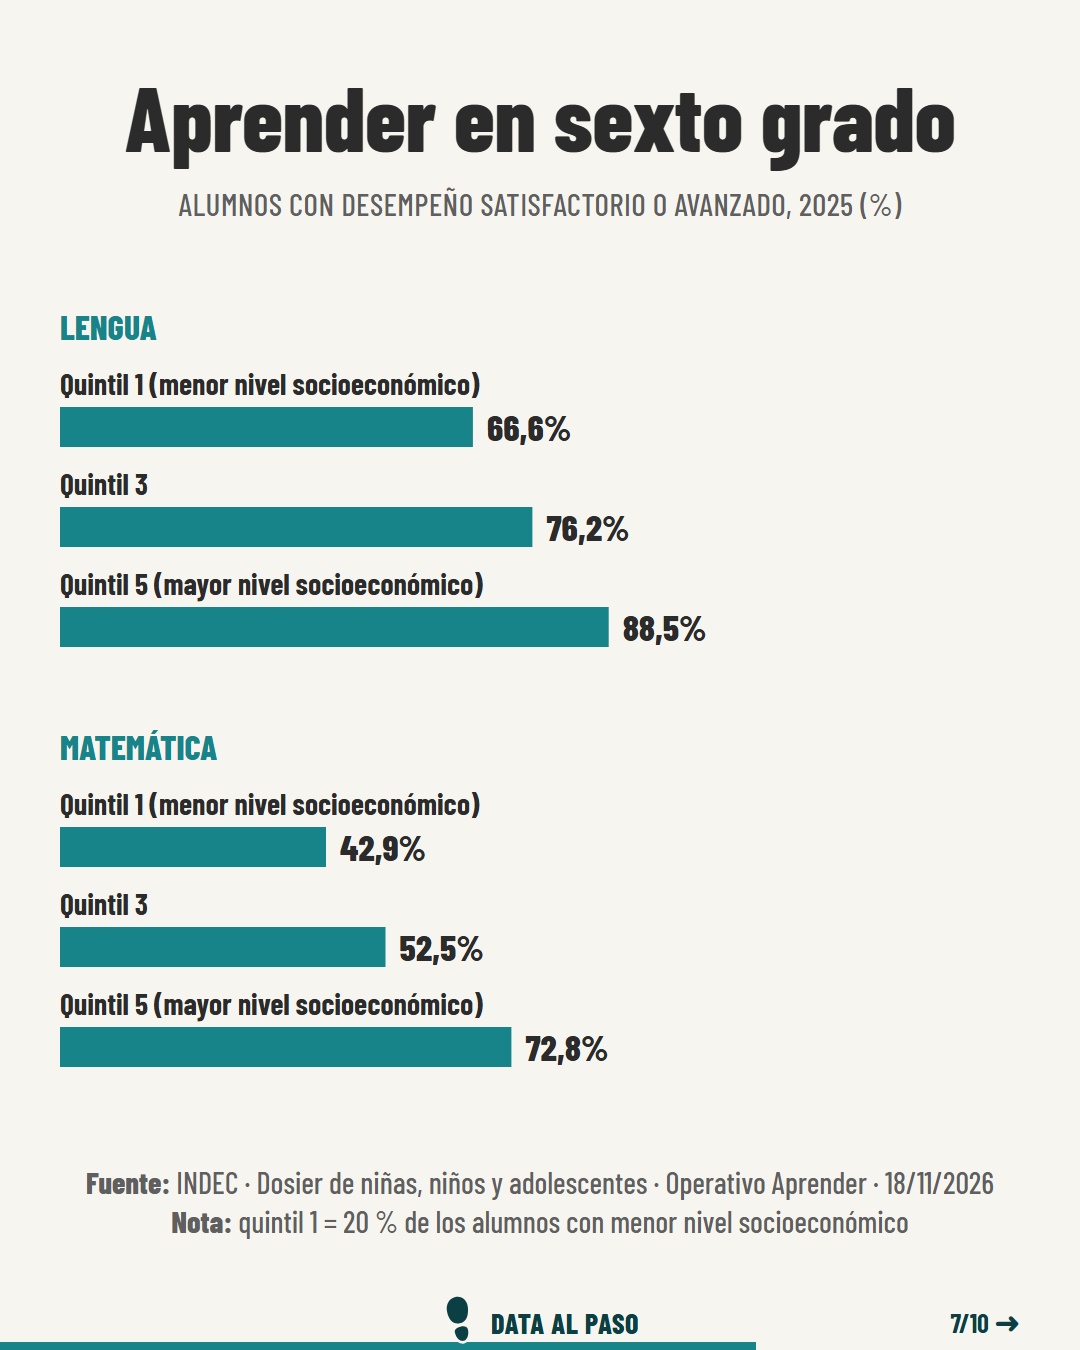 Aprender en sexto grado
ALUMNOS CON DESEMPEÑO SATISFACTORIO O AVANZADO, 2025 (%)
LENGUA
Quintil 1 (menor nivel socioeconómico)
66,6%
Quintil 3
76,2%
Quintil 5 (mayor nivel socioeconómico)
88,5%
MATEMÁTICA
Quintil 1 (menor nivel socioeconómico)
42,9%
Quintil 3
52,5%
Quintil 5 (mayor nivel socioeconómico)
72,8%
Fuente: INDEC · Dosier de niñas, niños y adolescentes · Operativo Aprender · 18/11/2026
Nota: quintil 1 = 20 % de los alumnos con menor nivel socioeconómico
DATA AL PASO
7/10 →